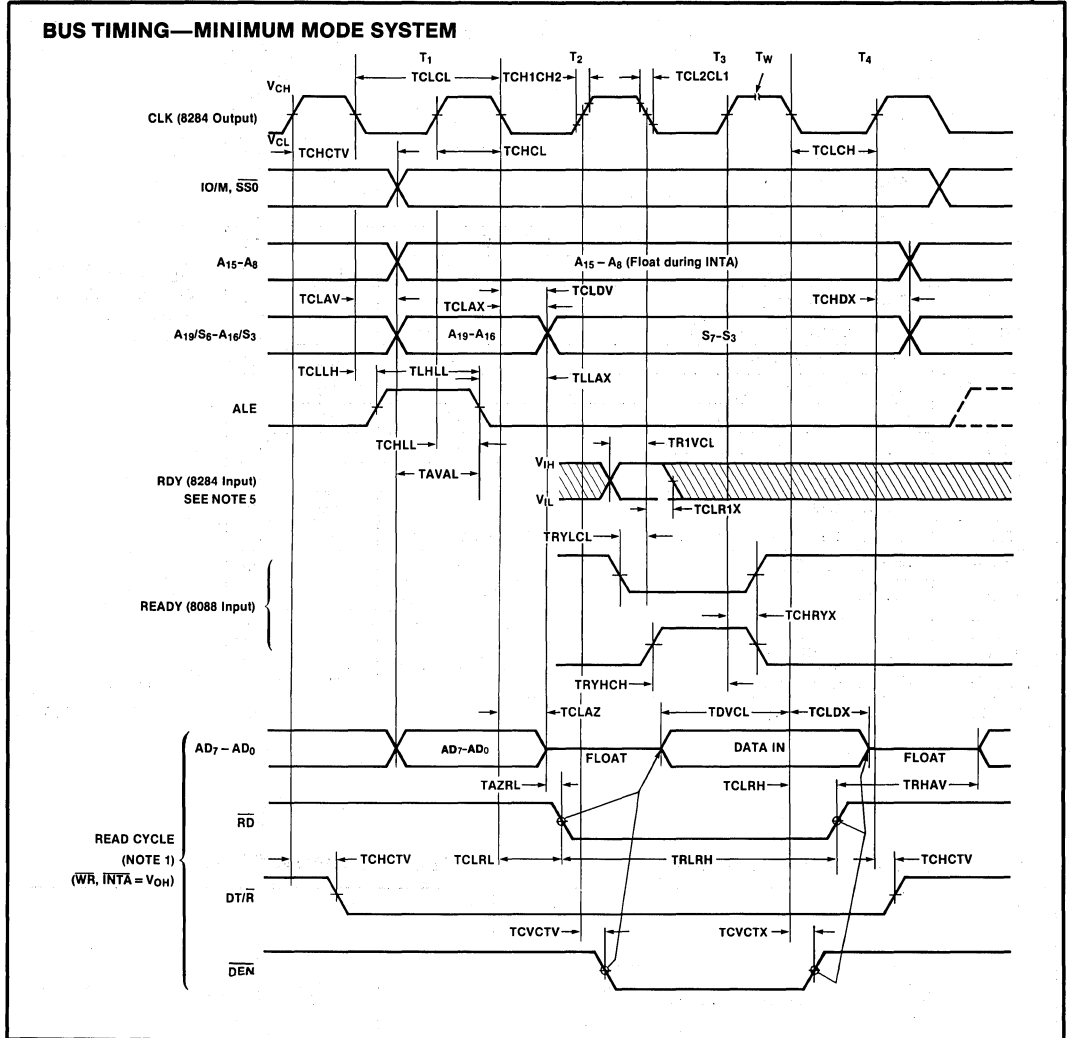 BUS TIMING—MINIMUM MODE SYSTEM
T1 T2 T3 TW T4
TCLCL TCH1CH2 TCL2CL1
VCH
CLK (8284 Output)
VCL
TCHCTV TCHCL TCLCH
IO/M, SS0
A15–A8 A15 – A8 (Float during INTA)
TCLDV
TCLAV TCLAX TCHDX
A19/S6–A16/S3 A19–A16 S7–S3
TCLLH TLHLL TLLAX
ALE
TCHLL TR1VCL
TAVAL
VIH
RDY (8284 Input)
SEE NOTE 5
VIL
TCLR1X
TRYLCL
READY (8088 Input)
TCHRYX
TRYHCH
TCLAZ TDVCL TCLDX
AD7 – AD0 AD7–AD0 FLOAT DATA IN FLOAT
TAZRL TCLRH TRHAV
RD
READ CYCLE
(NOTE 1)
(WR, INTA = VOH)
TCHCTV TCLRL TRLRH TCHCTV
DT/R
TCVCTV TCVCTX
DEN